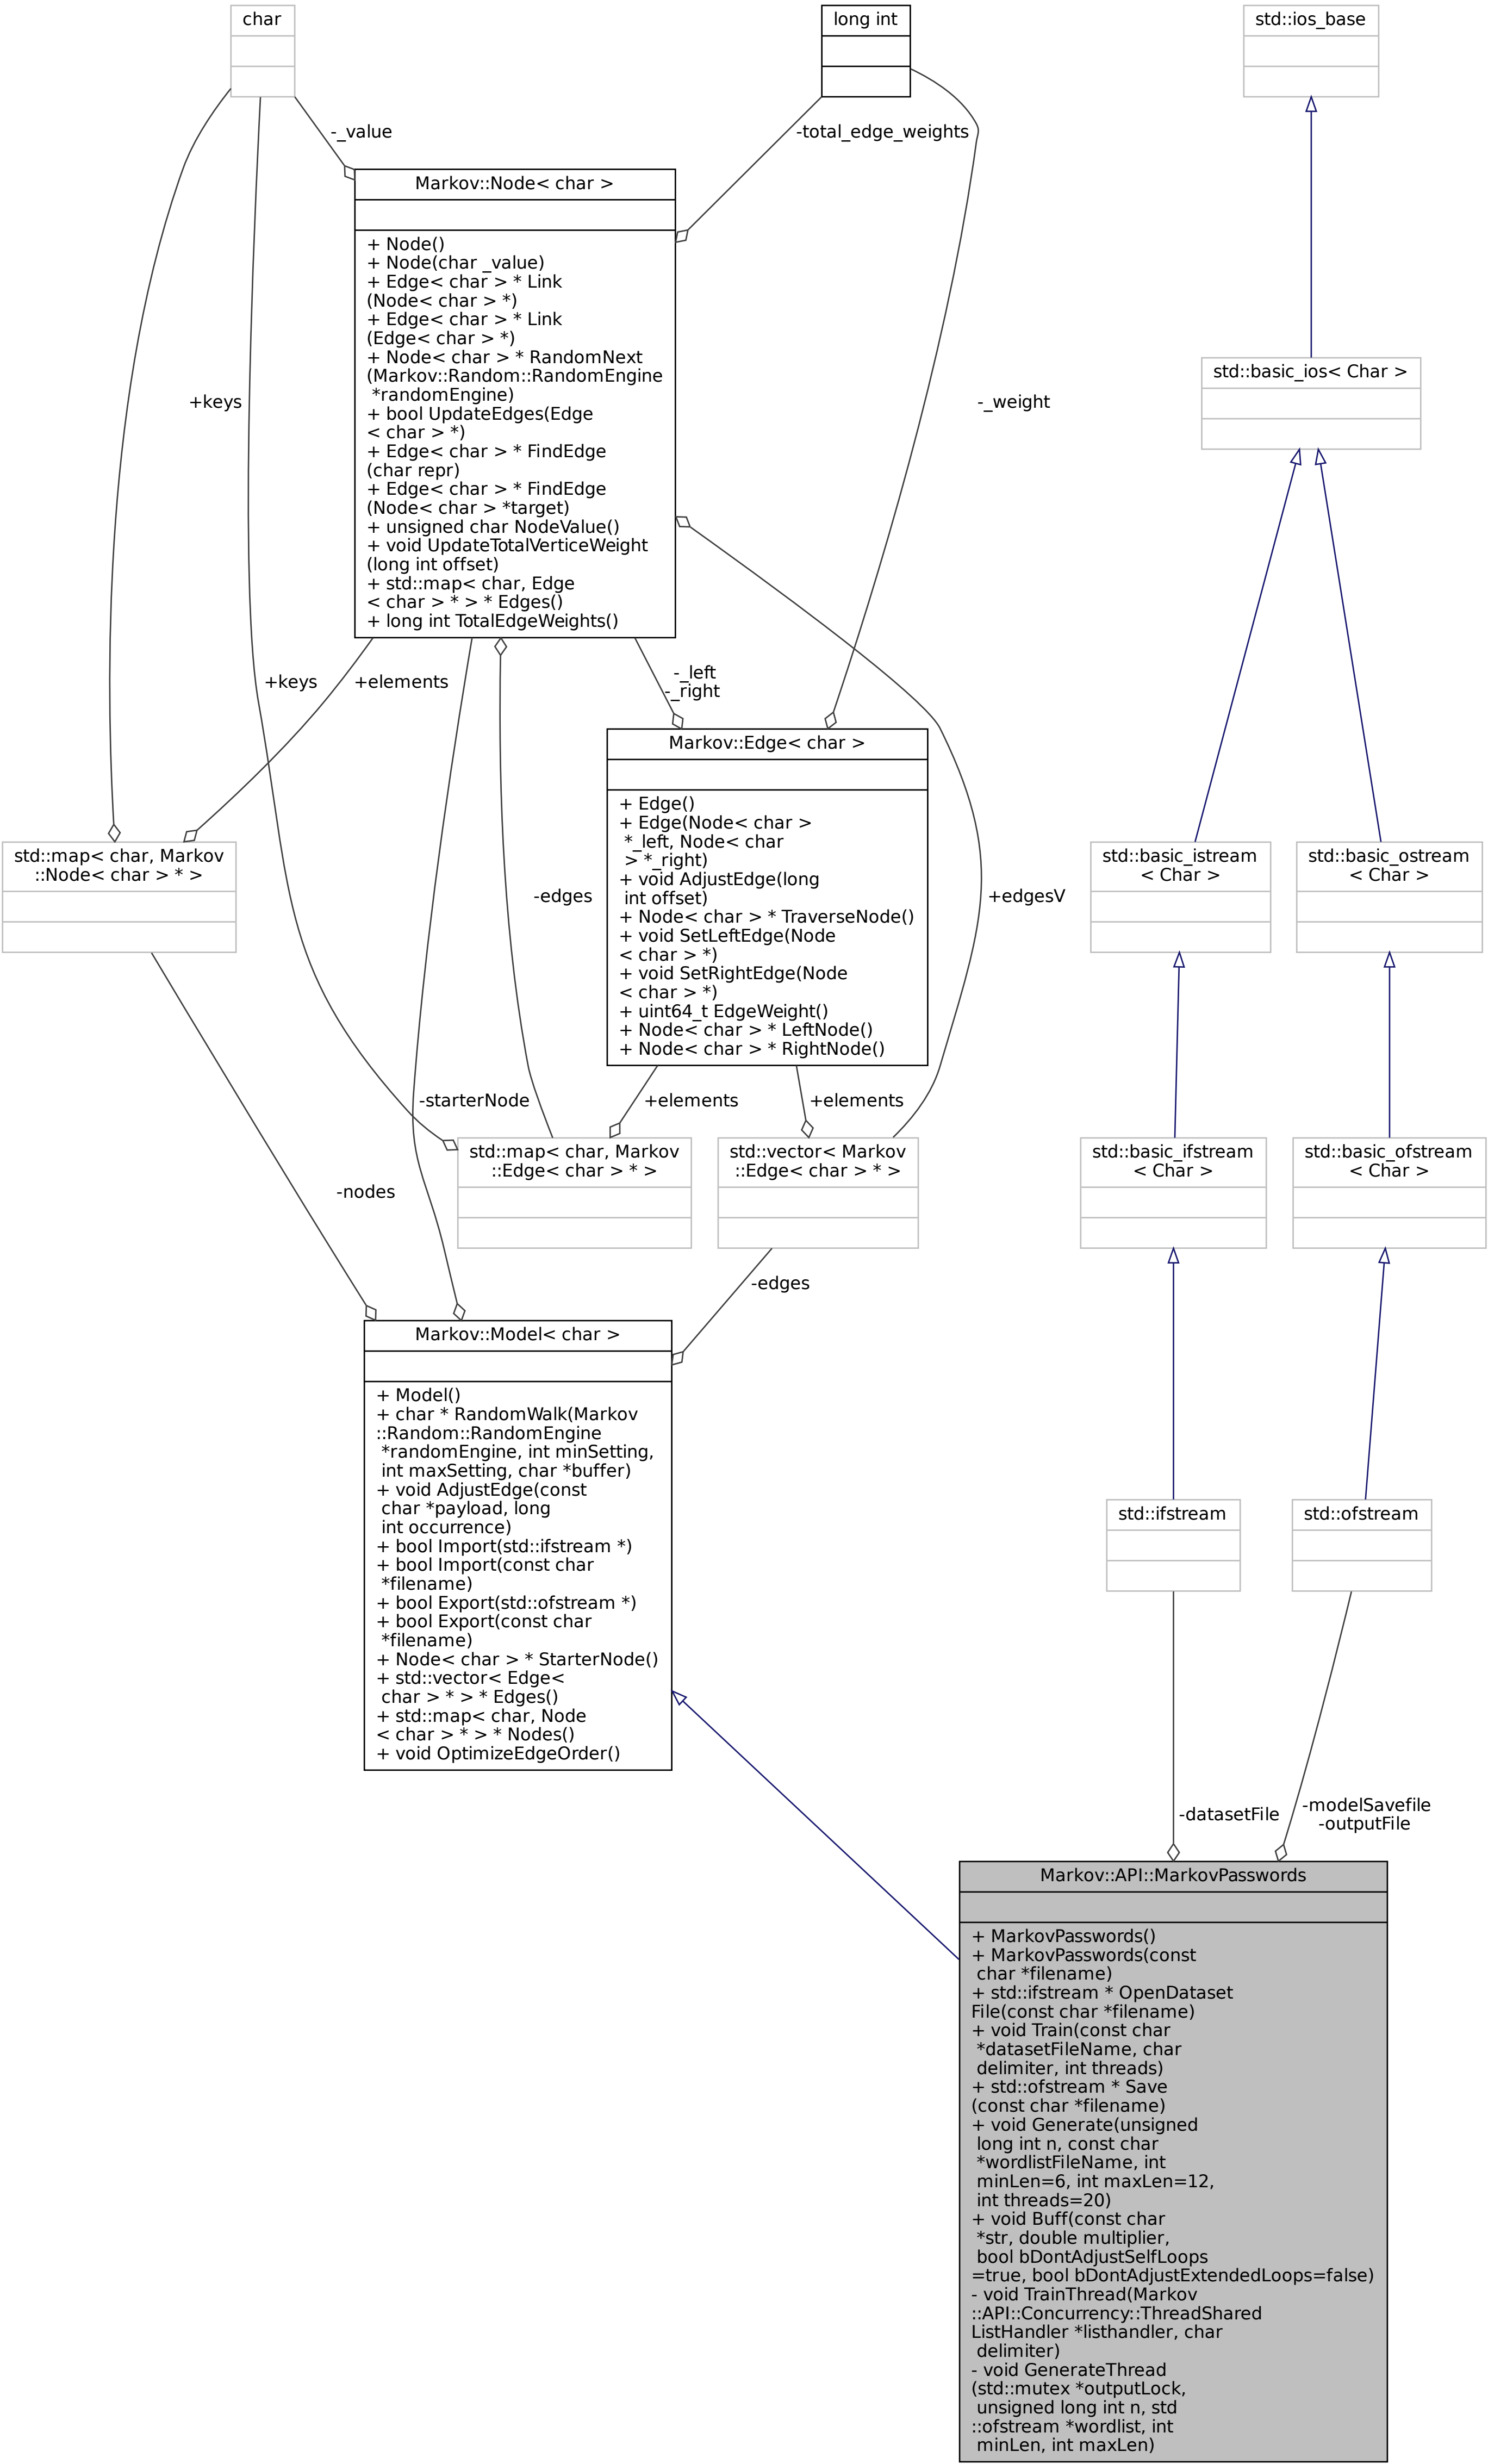 char
long int
std::ios_base
-_value
-total_edge_weights
Markov::Node< char >
+ Node()
+ Node(char _value)
+ Edge< char > * Link
(Node< char > *)
+ Edge< char > * Link
(Edge< char > *)
+ Node< char > * RandomNext
(Markov::Random::RandomEngine
*randomEngine)
+ bool UpdateEdges(Edge
< char > *)
+ Edge< char > * FindEdge
(char repr)
+ Edge< char > * FindEdge
(Node< char > *target)
+ unsigned char NodeValue()
+ void UpdateTotalVerticeWeight
(long int offset)
+ std::map< char, Edge
< char > * > * Edges()
+ long int TotalEdgeWeights()
std::basic_ios< Char >
+keys
-_weight
+keys
+elements
-_left
-_right
Markov::Edge< char >
+ Edge()
+ Edge(Node< char >
*_left, Node< char
> *_right)
+ void AdjustEdge(long
int offset)
+ Node< char > * TraverseNode()
+ void SetLeftEdge(Node
< char > *)
+ void SetRightEdge(Node
< char > *)
+ uint64_t EdgeWeight()
+ Node< char > * LeftNode()
+ Node< char > * RightNode()
std::map< char, Markov
::Node< char > * >
std::basic_istream
< Char >
std::basic_ostream
< Char >
-edges
+edgesV
-starterNode
+elements
+elements
std::map< char, Markov
::Edge< char > * >
std::vector< Markov
::Edge< char > * >
std::basic_ifstream
< Char >
std::basic_ofstream
< Char >
-nodes
-edges
Markov::Model< char >
+ Model()
+ char * RandomWalk(Markov
::Random::RandomEngine
*randomEngine, int minSetting,
int maxSetting, char *buffer)
+ void AdjustEdge(const
char *payload, long
int occurrence)
+ bool Import(std::ifstream *)
+ bool Import(const char
*filename)
+ bool Export(std::ofstream *)
+ bool Export(const char
*filename)
+ Node< char > * StarterNode()
+ std::vector< Edge<
char > * > * Edges()
+ std::map< char, Node
< char > * > * Nodes()
+ void OptimizeEdgeOrder()
std::ifstream
std::ofstream
-datasetFile
-modelSavefile
-outputFile
Markov::API::MarkovPasswords
+ MarkovPasswords()
+ MarkovPasswords(const
char *filename)
+ std::ifstream * OpenDataset
File(const char *filename)
+ void Train(const char
*datasetFileName, char
delimiter, int threads)
+ std::ofstream * Save
(const char *filename)
+ void Generate(unsigned
long int n, const char
*wordlistFileName, int
minLen=6, int maxLen=12,
int threads=20)
+ void Buff(const char
*str, double multiplier,
bool bDontAdjustSelfLoops
=true, bool bDontAdjustExtendedLoops=false)
- void TrainThread(Markov
::API::Concurrency::ThreadShared
ListHandler *listhandler, char
delimiter)
- void GenerateThread
(std::mutex *outputLock,
unsigned long int n, std
::ofstream *wordlist, int
minLen, int maxLen)